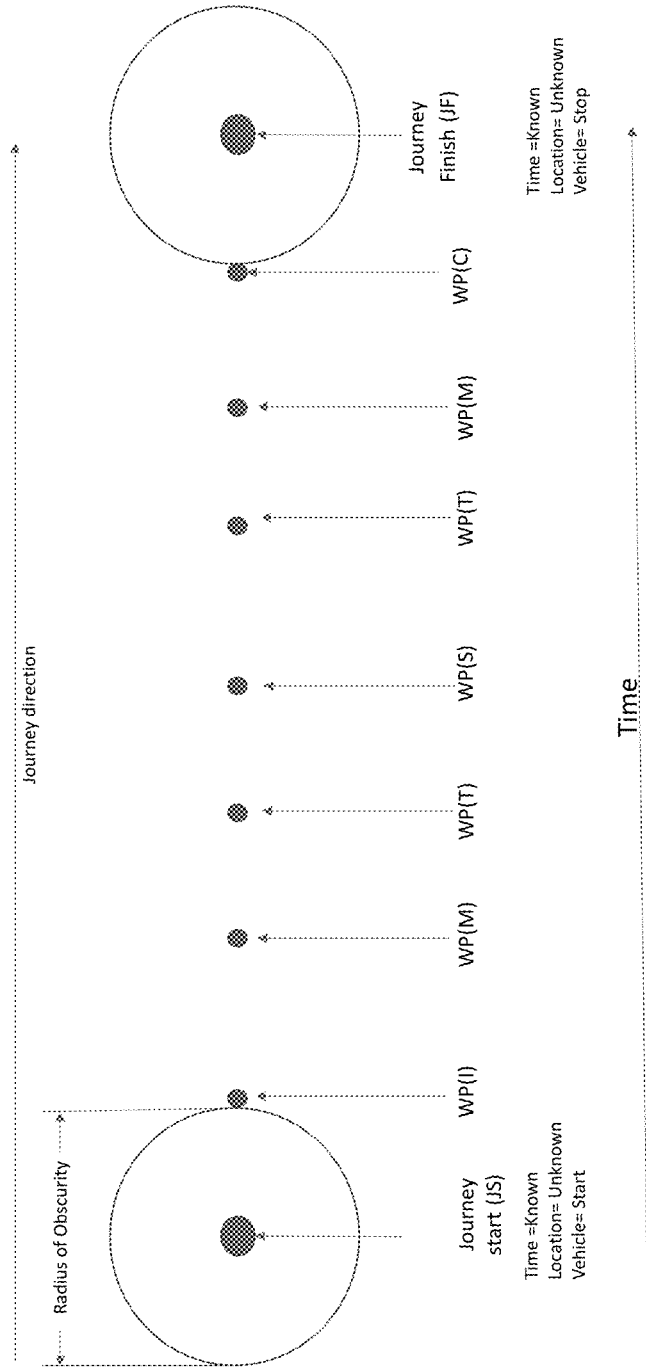 Journey direction
Radius of Obscurity
Journey
start (JS)
Time =Known
Location= Unknown
Vehicle= Start
WP(I)
WP(M)
WP(T)
WP(S)
WP(T)
WP(M)
WP(C)
Journey
Finish (JF)
Time =Known
Location= Unknown
Vehicle= Stop
Time